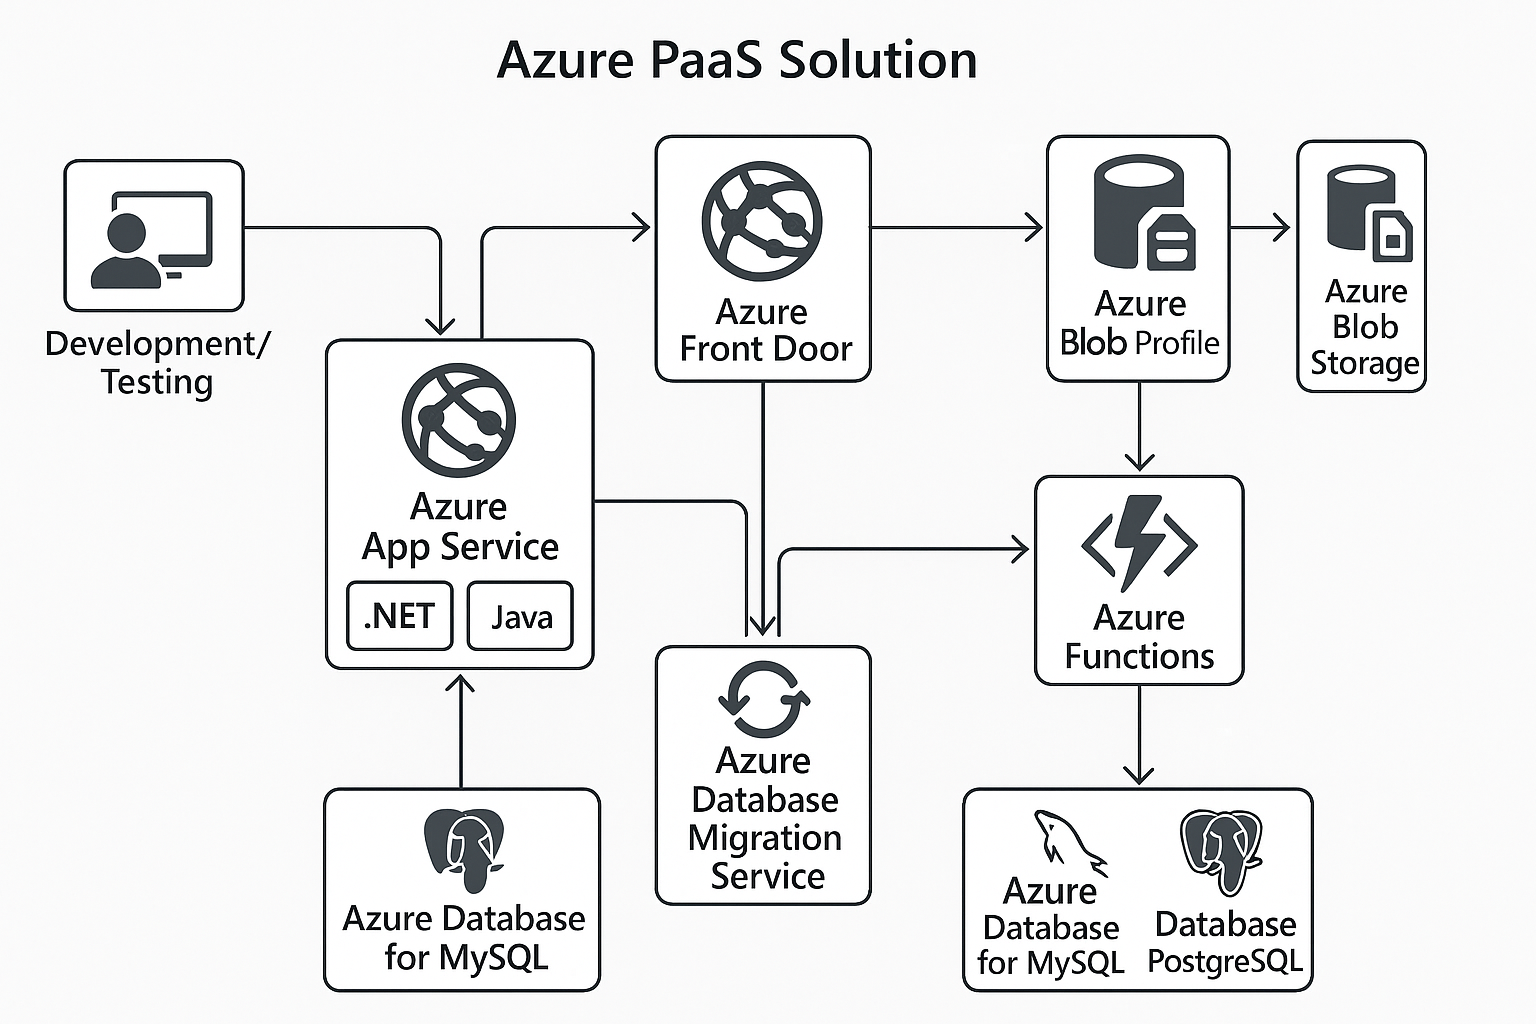 Azure PaaS Solution
Development/
Testing
Azure
App Service
.NET
Java
Azure
Front Door
Azure
Blob Profile
Azure
Blob
Storage
Azure
Functions
Azure
Database
Migration
Service
Azure Database
for MySQL
Azure
Database
for MySQL
Database
PostgreSQL